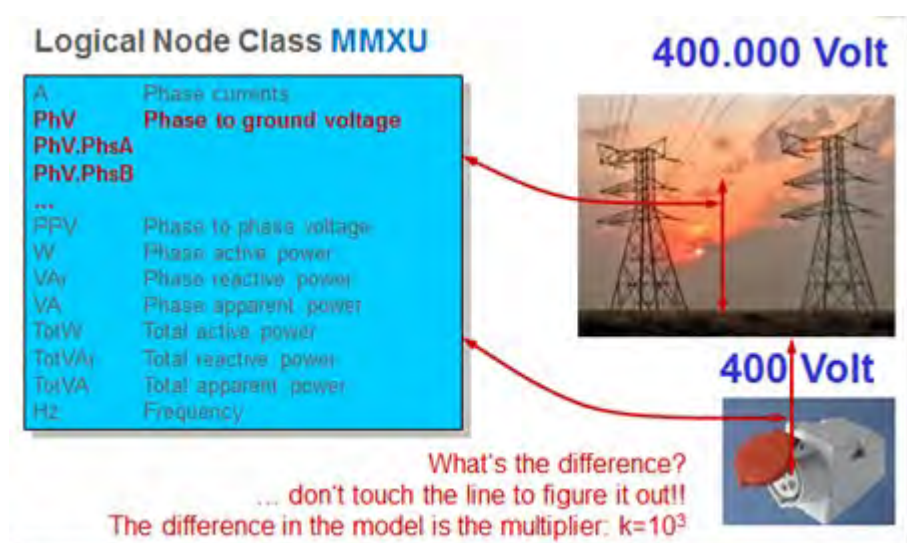 Logical Node Class MMXU
400.000 Volt
A Phase currents
PhV Phase to ground voltage
PhV.PhsA
PhV.PhsB
...
PPV Phase to phase voltage
W Phase active power
VAr Phase reactive power
VA Phase apparent power
TotW Total active power
TotVAr Total reactive power
TotVA Total apparent power
Hz Frequency
400 Volt
What's the difference?
... don't touch the line to figure it out!!
The difference in the model is the multiplier: k=10³